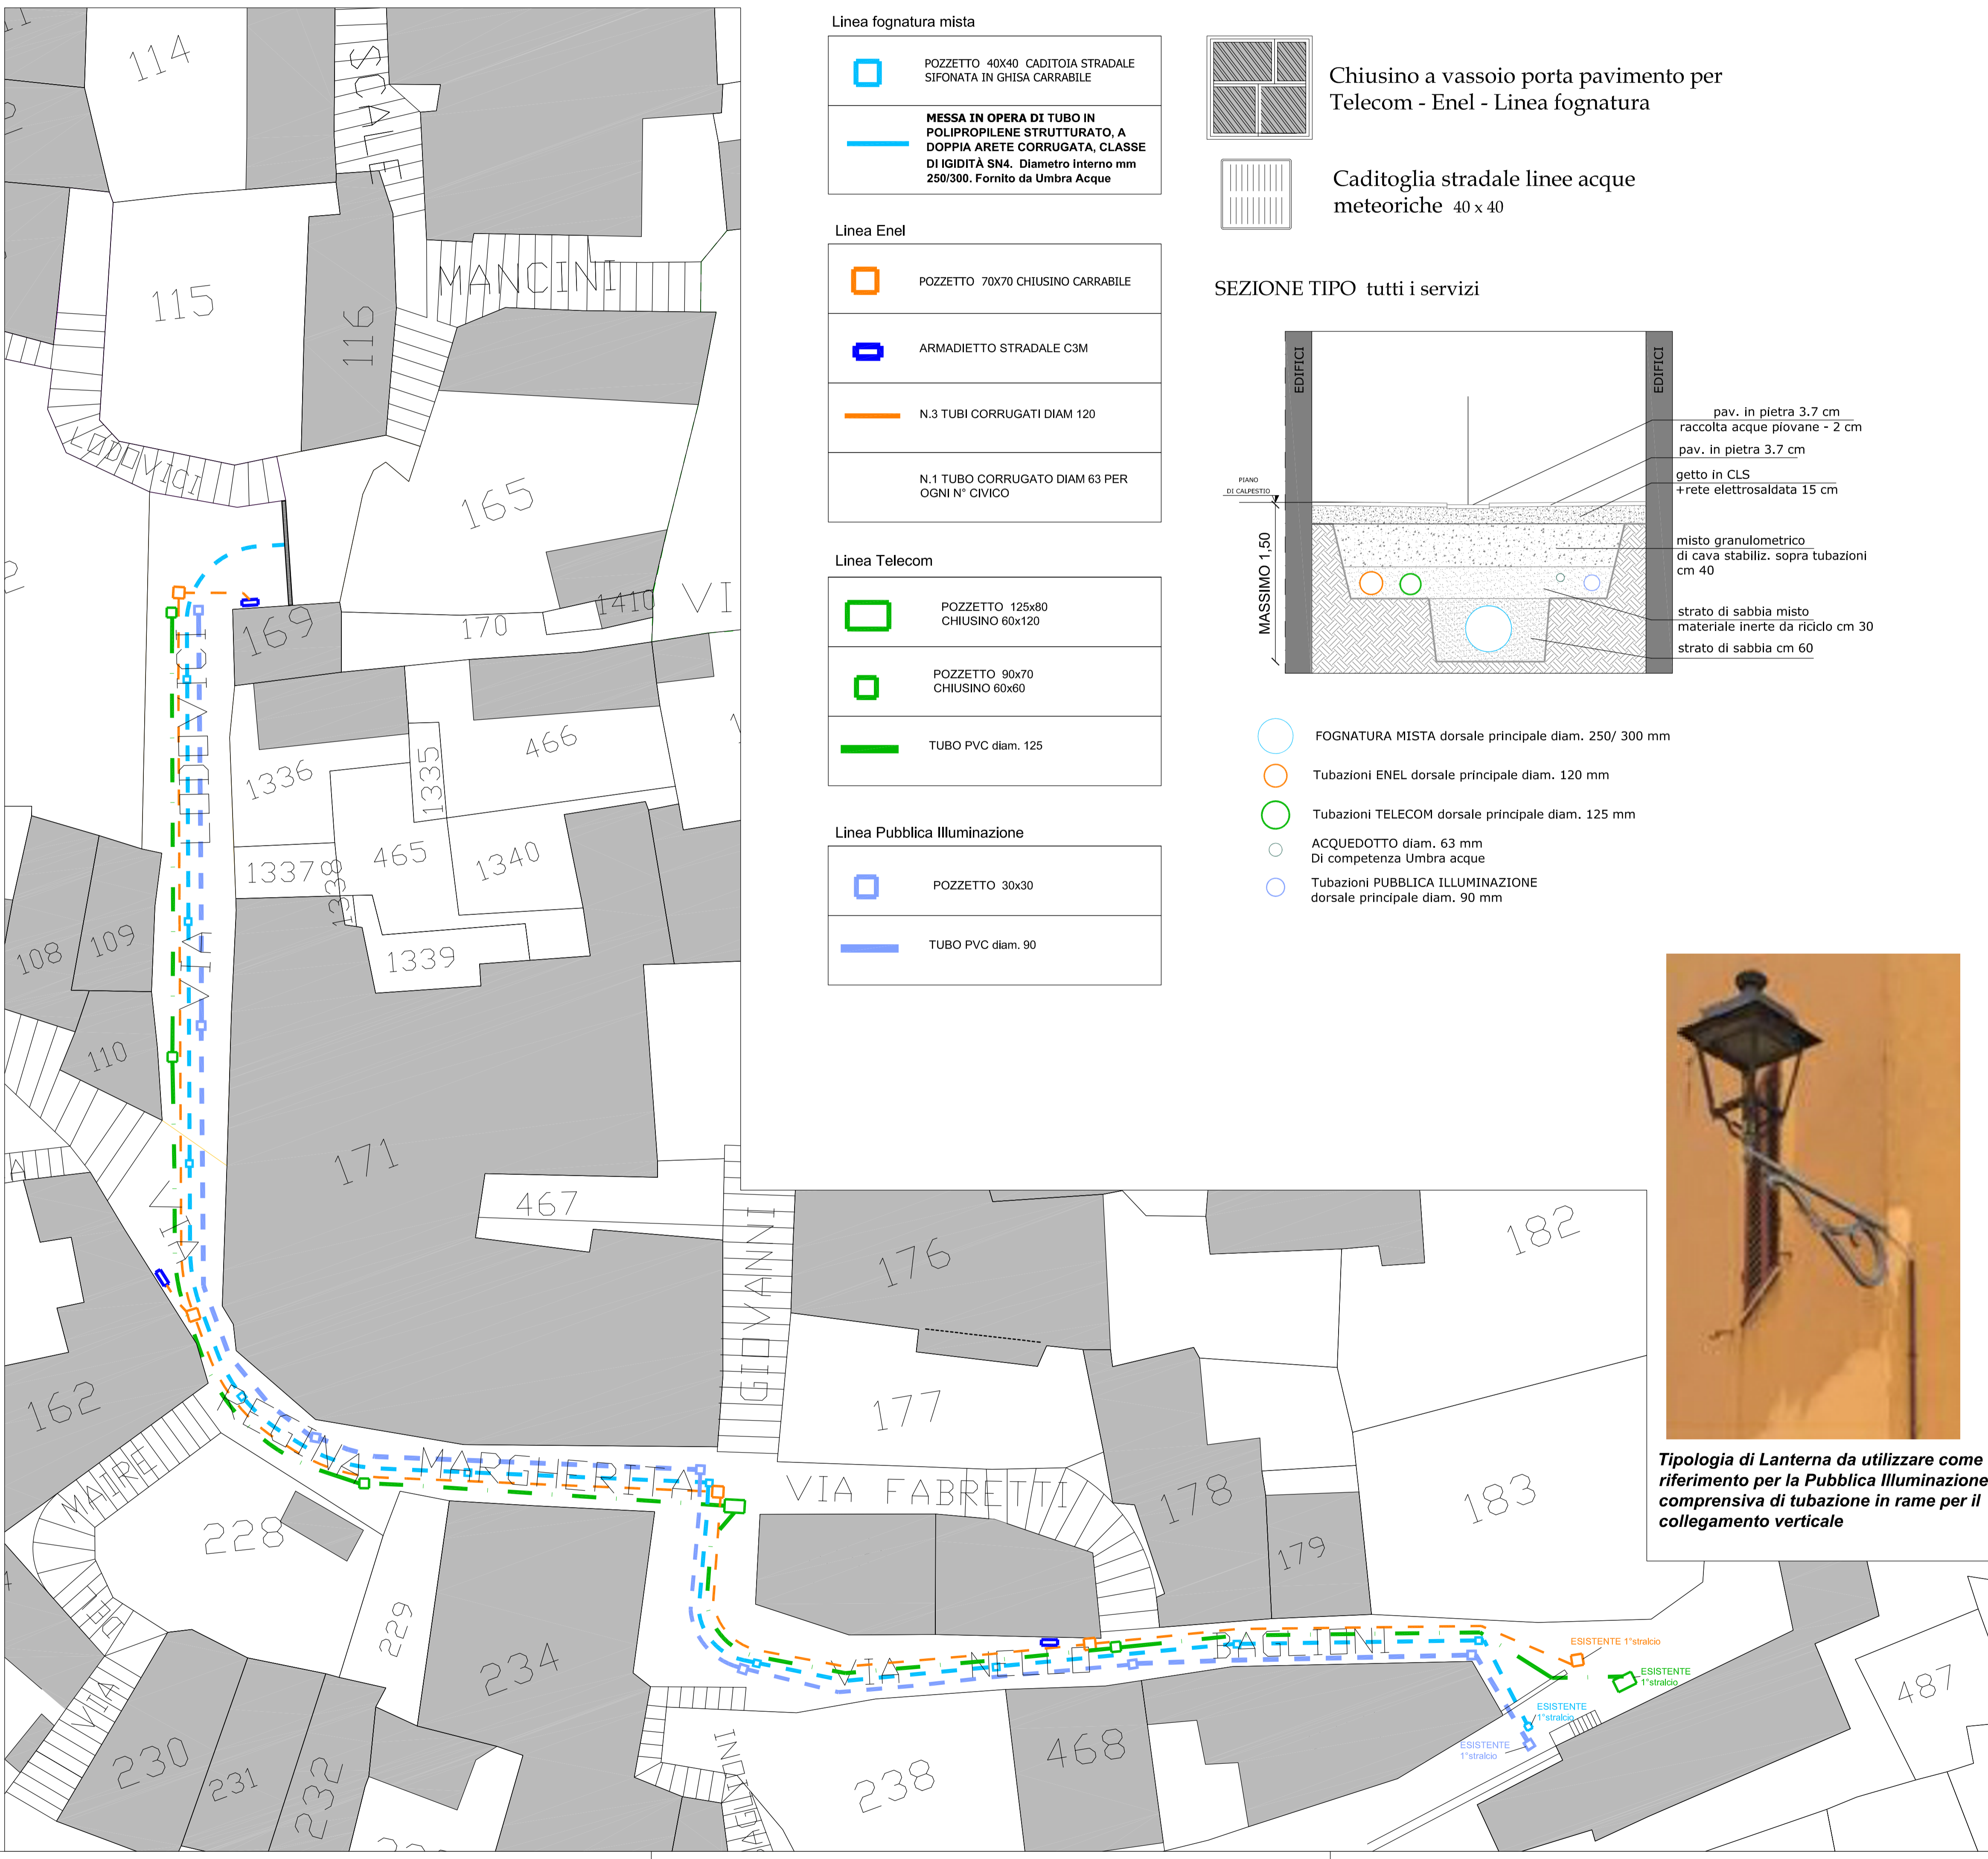 Linea fognatura mista
POZZETTO 40X40 CADITOIA STRADALE
SIFONATA IN GHISA CARRABILE
MESSA IN OPERA DI TUBO IN
POLIPROPILENE STRUTTURATO, A
DOPPIA ARETE CORRUGATA, CLASSE
DI IGIDITÀ SN4. Diametro interno mm
250/300. Fornito da Umbra Acque
Linea Enel
POZZETTO 70X70 CHIUSINO CARRABILE
ARMADIETTO STRADALE C3M
N.3 TUBI CORRUGATI DIAM 120
N.1 TUBO CORRUGATO DIAM 63 PER
OGNI N° CIVICO
Linea Telecom
POZZETTO 125x80
CHIUSINO 60x120
POZZETTO 90x70
CHIUSINO 60x60
TUBO PVC diam. 125
Linea Pubblica Illuminazione
POZZETTO 30x30
TUBO PVC diam. 90
Chiusino a vassoio porta pavimento per
Telecom - Enel - Linea fognatura
Caditoglia stradale linee acque
meteoriche 40 x 40
SEZIONE TIPO tutti i servizi
EDIFICI
EDIFICI
PIANO
DI CALPESTIO
MASSIMO 1,50
pav. in pietra 3.7 cm
raccolta acque piovane - 2 cm
pav. in pietra 3.7 cm
getto in CLS
+rete elettrosaldata 15 cm
misto granulometrico
di cava stabiliz. sopra tubazioni
cm 40
strato di sabbia misto
materiale inerte da riciclo cm 30
strato di sabbia cm 60
FOGNATURA MISTA dorsale principale diam. 250/ 300 mm
Tubazioni ENEL dorsale principale diam. 120 mm
Tubazioni TELECOM dorsale principale diam. 125 mm
ACQUEDOTTO diam. 63 mm
Di competenza Umbra acque
Tubazioni PUBBLICA ILLUMINAZIONE
dorsale principale diam. 90 mm
Tipologia di Lanterna da utilizzare come
riferimento per la Pubblica Illuminazione
comprensiva di tubazione in rame per il
collegamento verticale
114
SCALE
115
116
MANCINI
LODOVICI
165
1410
VI
169
170
VIA LUDOVICI
1336
1335
466
1337
1338
465
1340
1339
108
109
110
171
467
GIOVANNI
176
182
177
162
VIA
REGINA MARGHERITA
VIA FABRETTI
178
179
183
MAIRE
228
229
DEL
VIA
234
VIA NELLO BAGLIONI
ESISTENTE 1°stralcio
ESISTENTE
1°stralcio
ESISTENTE
1°stralcio
ESISTENTE
1°stralcio
487
230
231
232
238
468